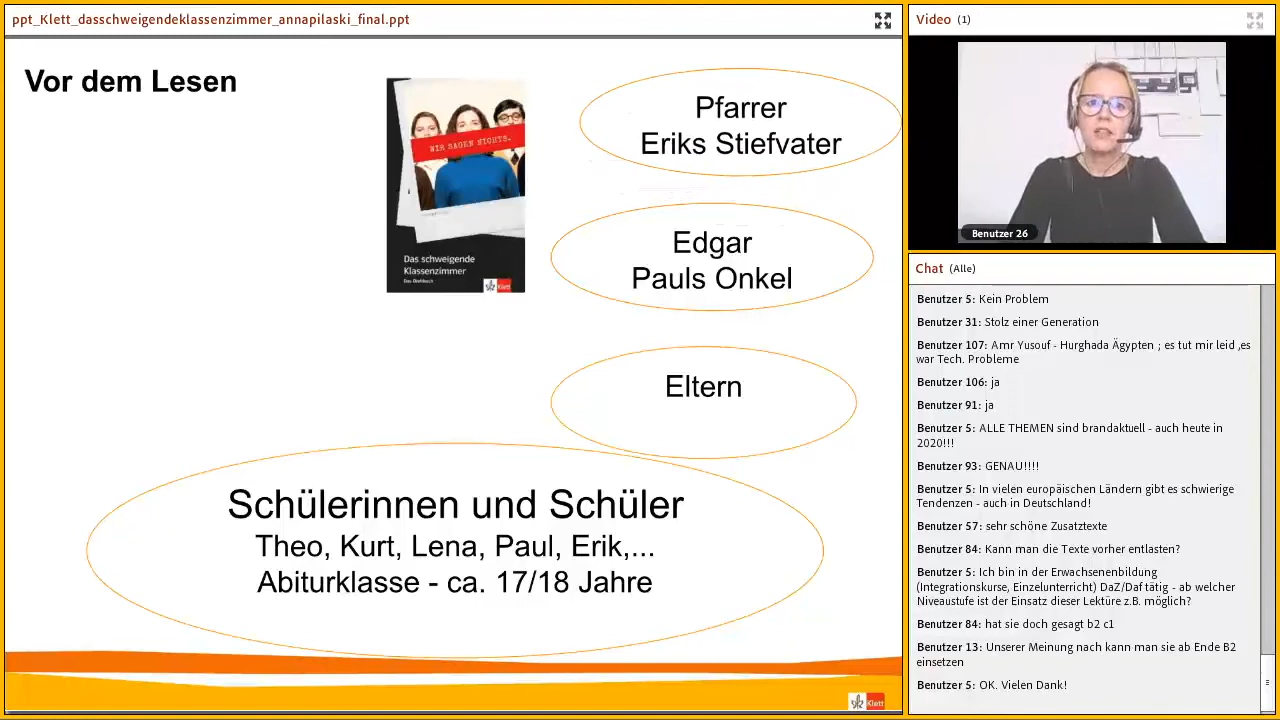 ppt_Klett_dasschweigendeklassenzimmer_annapilaski_final.ppt
Vor dem Lesen
WIR SAGEN NICHTS.
Das schweigende
Klassenzimmer
Das Drehbuch
Klett
Pfarrer
Eriks Stiefvater
Edgar
Pauls Onkel
Eltern
Schülerinnen und Schüler
Theo, Kurt, Lena, Paul, Erik,...
Abiturklasse - ca. 17/18 Jahre
Klett
Video (1)
Benutzer 26
Chat (Alle)
Benutzer 5: Kein Problem
Benutzer 31: Stolz einer Generation
Benutzer 107: Amr Yusouf - Hurghada Ägypten ; es tut mir leid ,es
war Tech. Probleme
Benutzer 106: ja
Benutzer 91: ja
Benutzer 5: ALLE THEMEN sind brandaktuell - auch heute in
2020!!!
Benutzer 93: GENAU!!!!
Benutzer 5: In vielen europäischen Ländern gibt es schwierige
Tendenzen - auch in Deutschland!
Benutzer 57: sehr schöne Zusatztexte
Benutzer 84: Kann man die Texte vorher entlasten?
Benutzer 5: Ich bin in der Erwachsenenbildung
(Integrationskurse, Einzelunterricht) DaZ/Daf tätig - ab welcher
Niveaustufe ist der Einsatz dieser Lektüre z.B. möglich?
Benutzer 84: hat sie doch gesagt b2 c1
Benutzer 13: Unserer Meinung nach kann man sie ab Ende B2
einsetzen
Benutzer 5: OK. Vielen Dank!